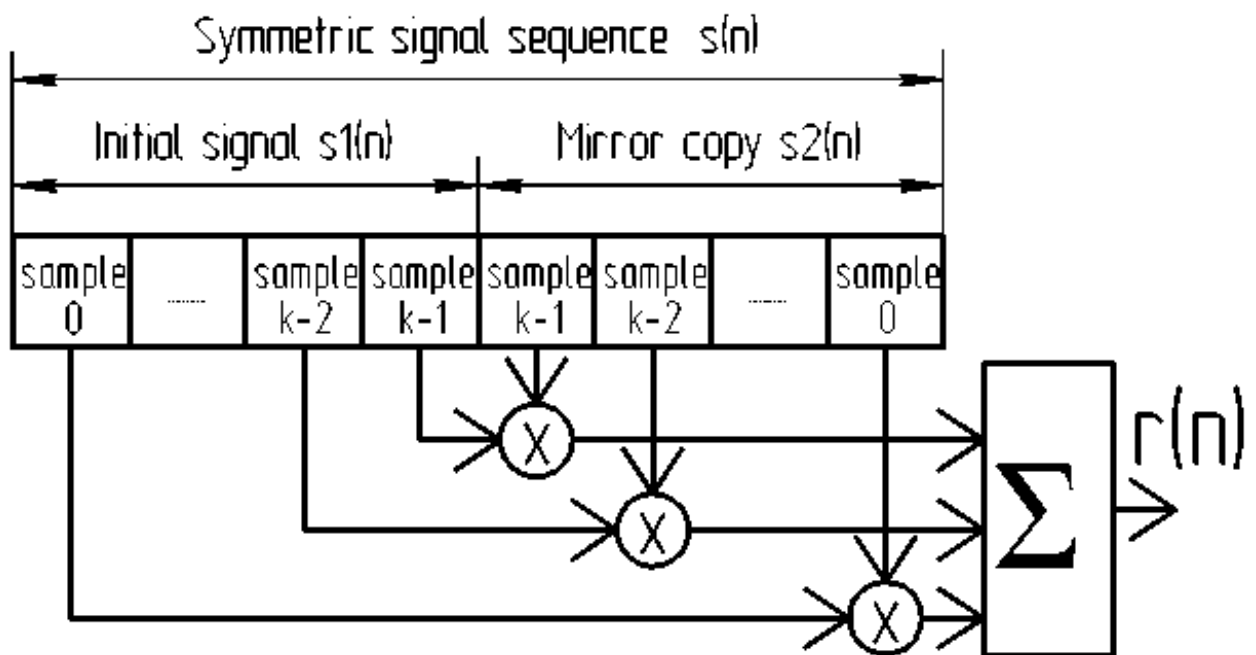 Symmetric signal sequence s(n)
Initial signal s1(n) Mirror copy s2(n)
sample 0 ....... sample k-2 sample k-1 sample k-1 sample k-2 ....... sample 0
X
X
X
Σ
r(n)